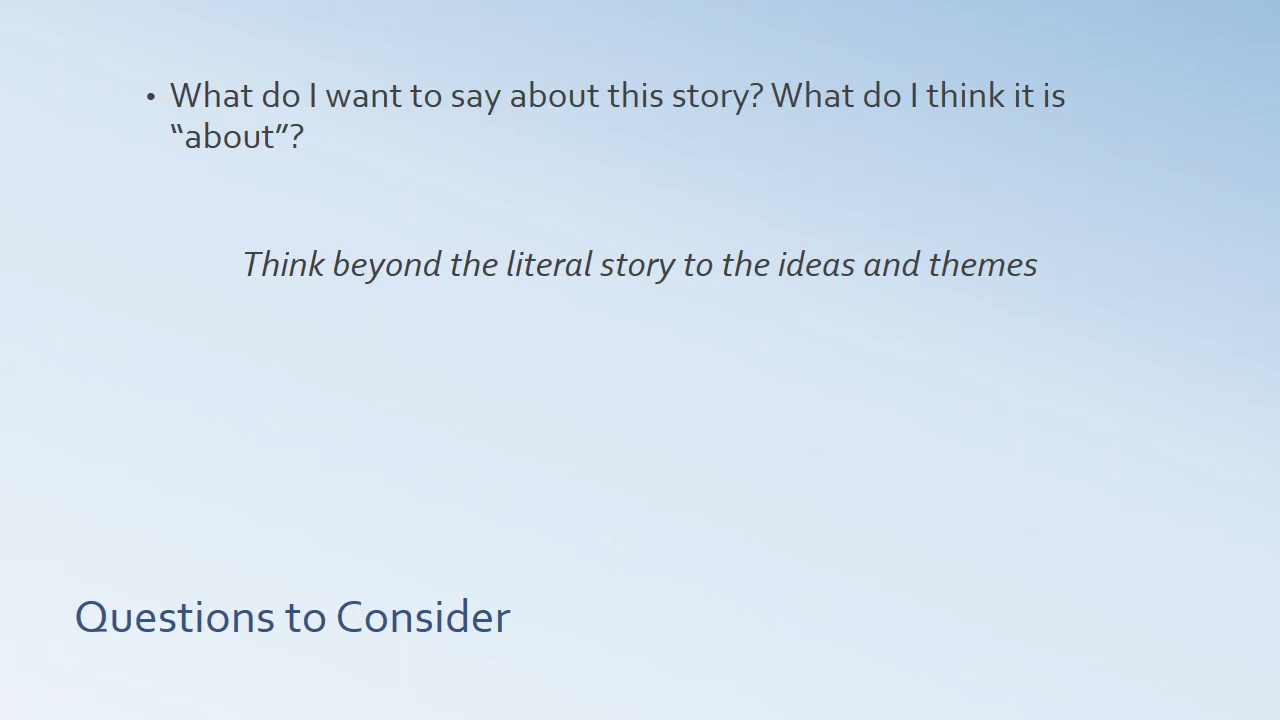 • What do I want to say about this story? What do I think it is
“about”?
Think beyond the literal story to the ideas and themes
Questions to Consider